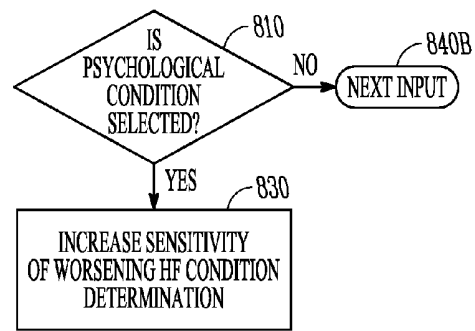 IS
PSYCHOLOGICAL
CONDITION
SELECTED?
810
NO
840B
NEXT INPUT
YES
830
INCREASE SENSITIVITY
OF WORSENING HF CONDITION
DETERMINATION